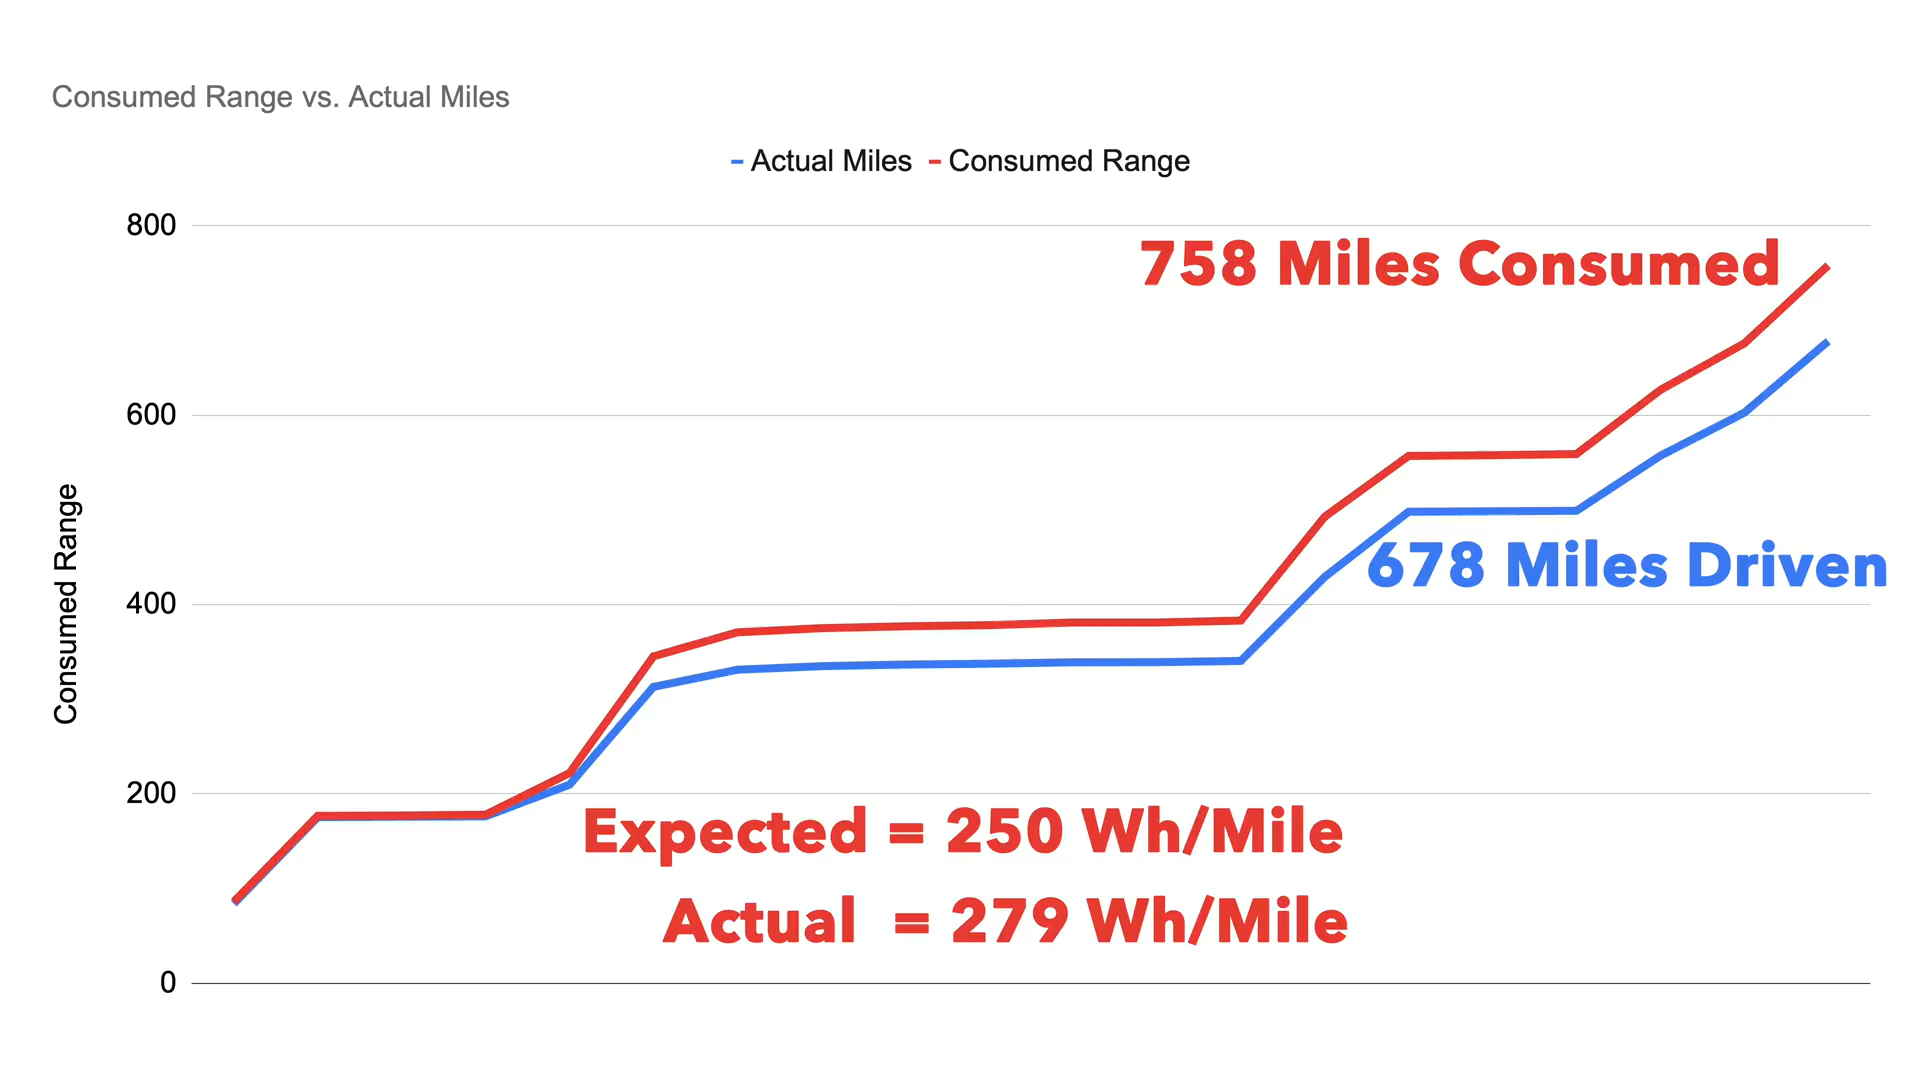 Consumed Range vs. Actual Miles
Actual Miles Consumed Range
800
758 Miles Consumed
600
678 Miles Driven
400
200
Expected = 250 Wh/Mile
Actual = 279 Wh/Mile
0
Consumed Range